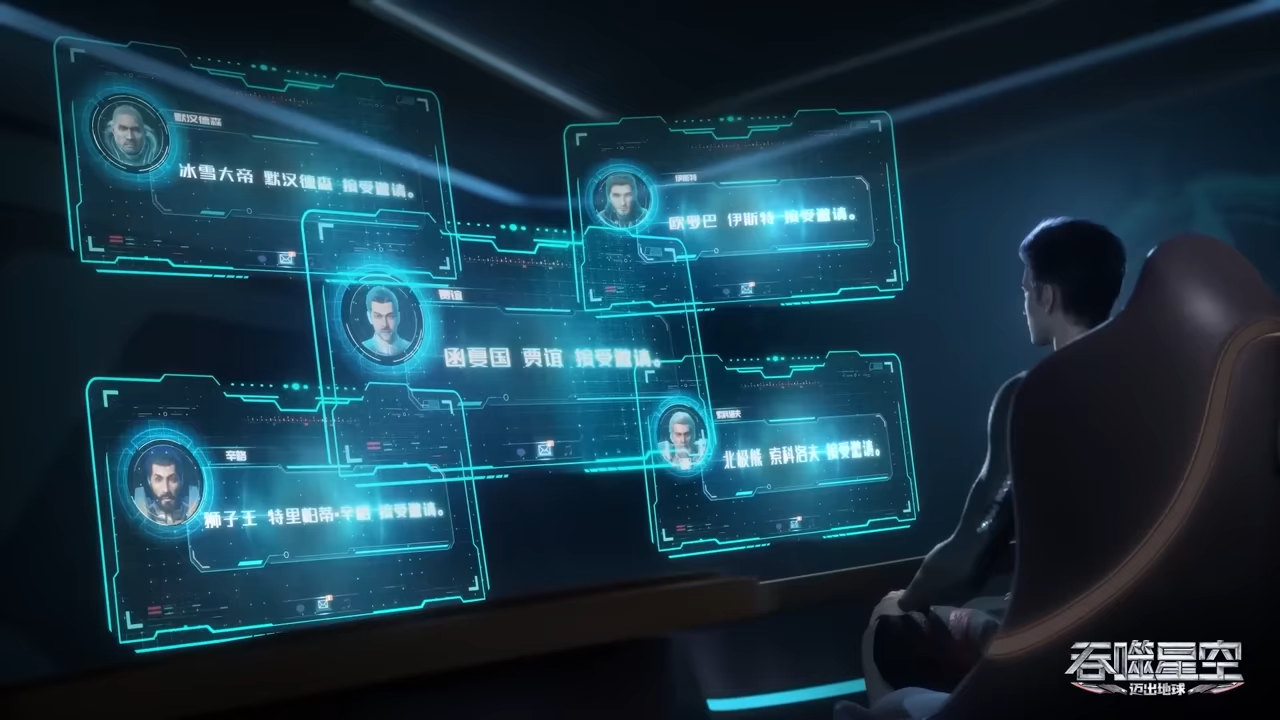 默汉德森
冰雪大帝 默汉德森 接受邀请。
伊斯特
欧罗巴 伊斯特 接受邀请。
贾谊
函夏国 贾谊 接受邀请。
辛格
狮子王 特里帕蒂·辛格 接受邀请。
索科洛夫
北极熊 索科洛夫 接受邀请。
吞噬星空
迈出地球